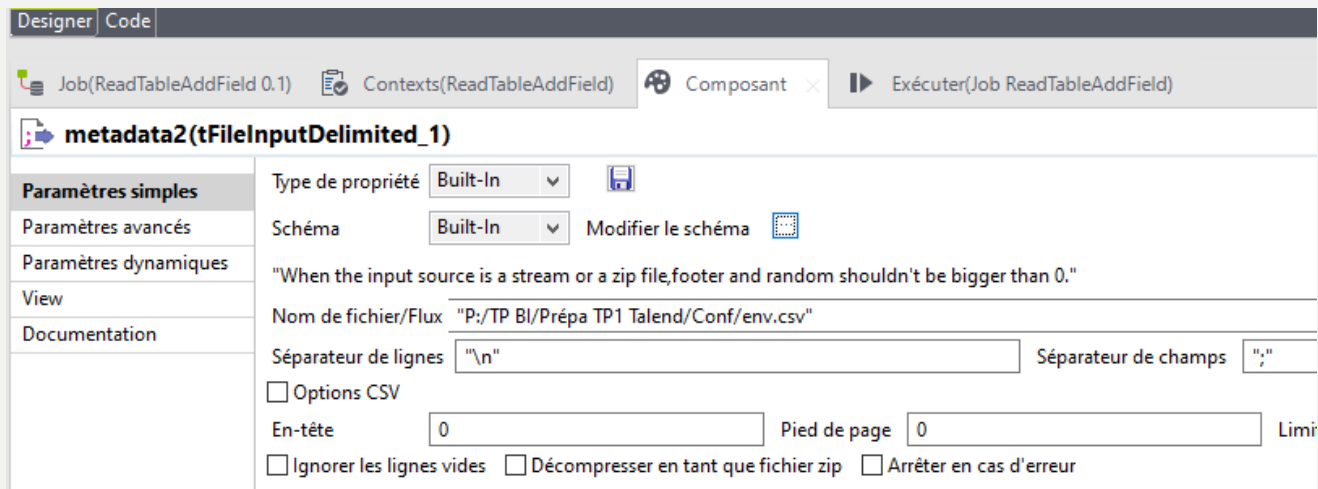 Designer Code
Job(ReadTableAddField 0.1) Contexts(ReadTableAddField) Composant Exécuter(Job ReadTableAddField)
metadata2(tFileInputDelimited_1)
Paramètres simples
Paramètres avancés
Paramètres dynamiques
View
Documentation
Type de propriété Built-In
Schéma Built-In Modifier le schéma ...
"When the input source is a stream or a zip file,footer and random shouldn't be bigger than 0."
Nom de fichier/Flux "P:/TP BI/Prépa TP1 Talend/Conf/env.csv"
Séparateur de lignes "\n" Séparateur de champs ";"
Options CSV
En-tête 0 Pied de page 0 Limi
Ignorer les lignes vides Décompresser en tant que fichier zip Arrêter en cas d'erreur